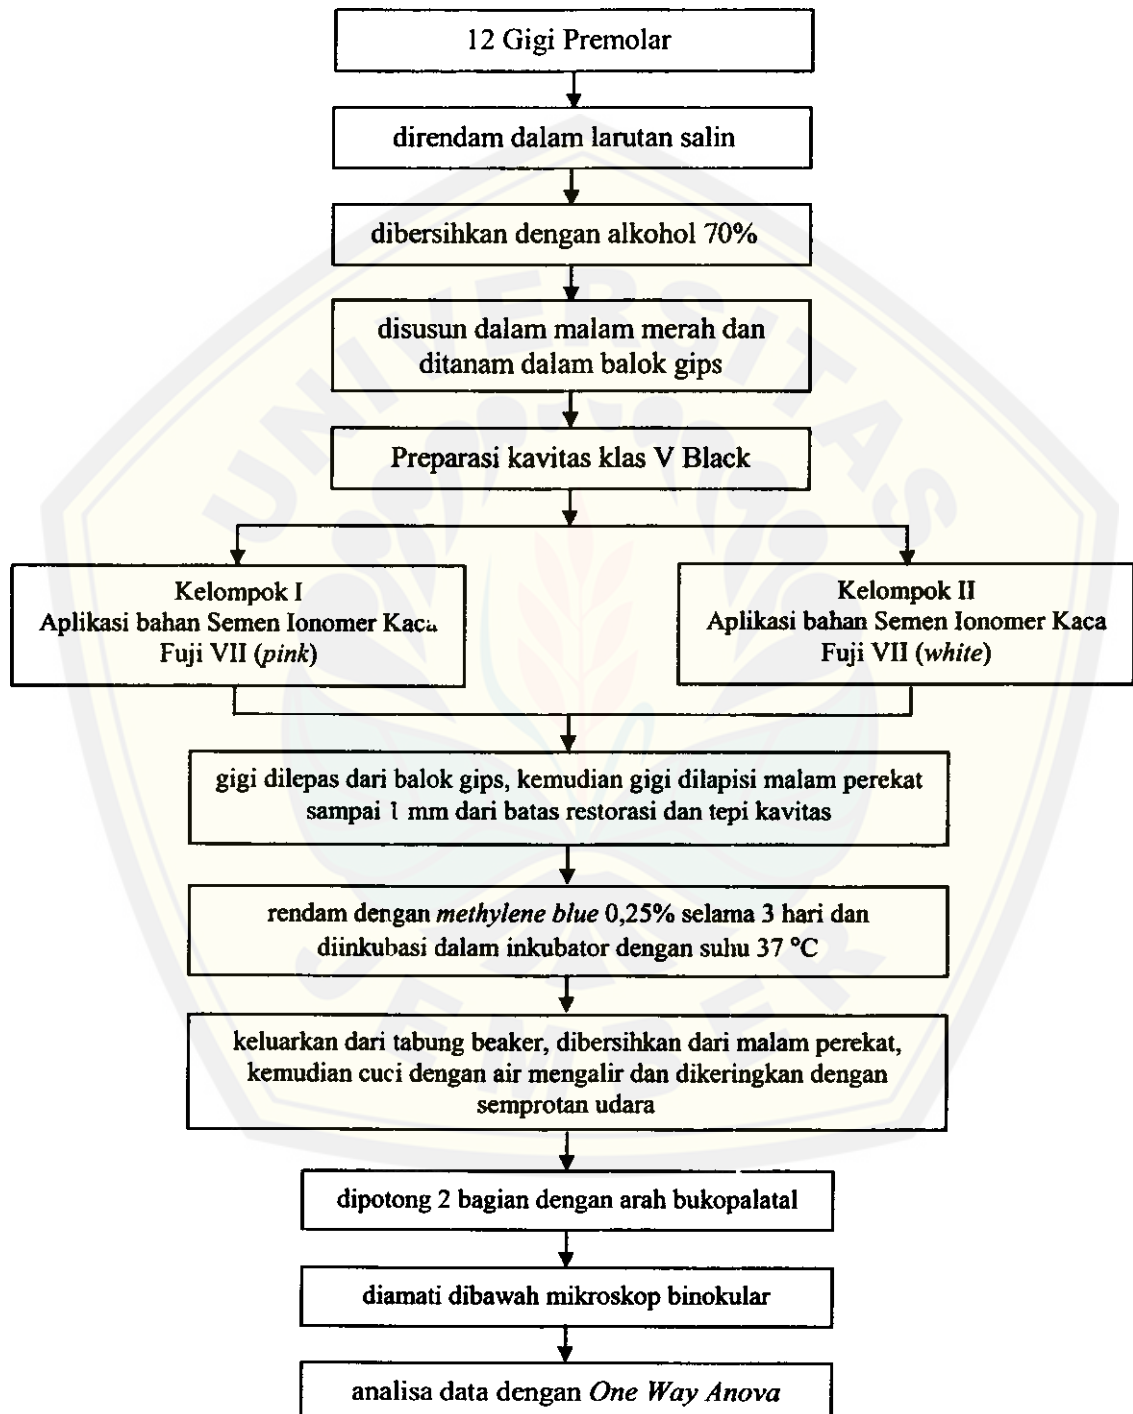 12 Gigi Premolar
direndam dalam larutan salin
dibersihkan dengan alkohol 70%
disusun dalam malam merah dan
ditanam dalam balok gips
Preparasi kavitas klas V Black
Kelompok I
Aplikasi bahan Semen Ionomer Kaca
Fuji VII (pink)
Kelompok II
Aplikasi bahan Semen Ionomer Kaca
Fuji VII (white)
gigi dilepas dari balok gips, kemudian gigi dilapisi malam perekat
sampai 1 mm dari batas restorasi dan tepi kavitas
rendam dengan methylene blue 0,25% selama 3 hari dan
diinkubasi dalam inkubator dengan suhu 37 °C
keluarkan dari tabung beaker, dibersihkan dari malam perekat,
kemudian cuci dengan air mengalir dan dikeringkan dengan
semprotan udara
dipotong 2 bagian dengan arah bukopalatal
diamati dibawah mikroskop binokular
analisa data dengan One Way Anova
UNIVERSITAS
JEMBER